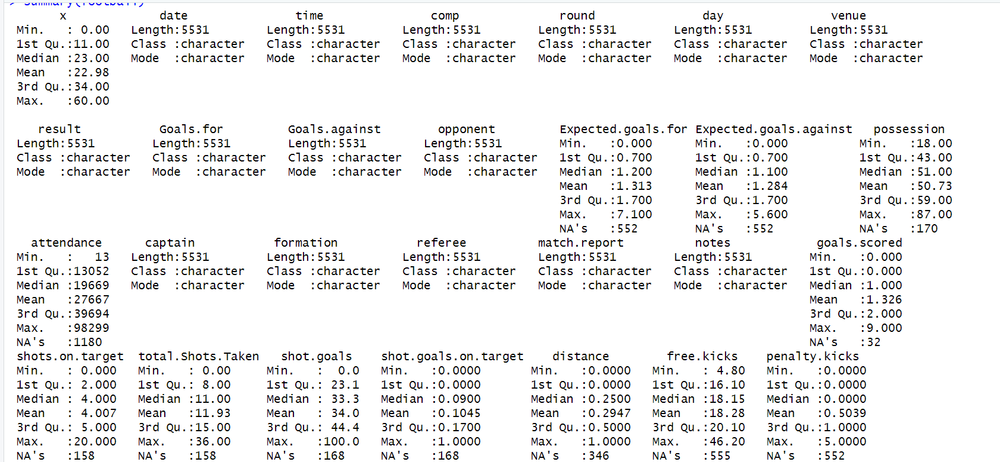 > summary(football)
x date time comp round day venue
Min. : 0.00 Length:5531 Length:5531 Length:5531 Length:5531 Length:5531 Length:5531
1st Qu.:11.00 Class :character Class :character Class :character Class :character Class :character Class :character
Median :23.00 Mode :character Mode :character Mode :character Mode :character Mode :character Mode :character
Mean :22.98
3rd Qu.:34.00
Max. :60.00
result Goals.for Goals.against opponent Expected.goals.for Expected.goals.against possession
Length:5531 Length:5531 Length:5531 Length:5531 Min. :0.000 Min. :0.000 Min. :18.00
Class :character Class :character Class :character Class :character 1st Qu.:0.700 1st Qu.:0.700 1st Qu.:43.00
Mode :character Mode :character Mode :character Mode :character Median :1.200 Median :1.100 Median :51.00
Mean :1.313 Mean :1.284 Mean :50.73
3rd Qu.:1.700 3rd Qu.:1.700 3rd Qu.:59.00
Max. :7.100 Max. :5.600 Max. :87.00
NA's :552 NA's :552 NA's :170
attendance captain formation referee match.report notes goals.scored
Min. : 13 Length:5531 Length:5531 Length:5531 Length:5531 Length:5531 Min. :0.000
1st Qu.:13052 Class :character Class :character Class :character Class :character Class :character 1st Qu.:0.000
Median :19669 Mode :character Mode :character Mode :character Mode :character Mode :character Median :1.000
Mean :27667 Mean :1.326
3rd Qu.:39694 3rd Qu.:2.000
Max. :98299 Max. :9.000
NA's :1180 NA's :32
shots.on.target total.Shots.Taken shot.goals shot.goals.on.target distance free.kicks penalty.kicks
Min. : 0.000 Min. : 0.00 Min. : 0.0 Min. :0.0000 Min. :0.0000 Min. : 4.80 Min. :0.0000
1st Qu.: 2.000 1st Qu.: 8.00 1st Qu.: 23.1 1st Qu.:0.0000 1st Qu.:0.0000 1st Qu.:16.10 1st Qu.:0.0000
Median : 4.000 Median :11.00 Median : 33.3 Median :0.0900 Median :0.2500 Median :18.15 Median :0.0000
Mean : 4.007 Mean :11.93 Mean : 34.0 Mean :0.1045 Mean :0.2947 Mean :18.28 Mean :0.5039
3rd Qu.: 5.000 3rd Qu.:15.00 3rd Qu.: 44.4 3rd Qu.:0.1700 3rd Qu.:0.5000 3rd Qu.:20.10 3rd Qu.:1.0000
Max. :20.000 Max. :36.00 Max. :100.0 Max. :1.0000 Max. :1.0000 Max. :46.20 Max. :5.0000
NA's :158 NA's :158 NA's :168 NA's :168 NA's :346 NA's :555 NA's :552